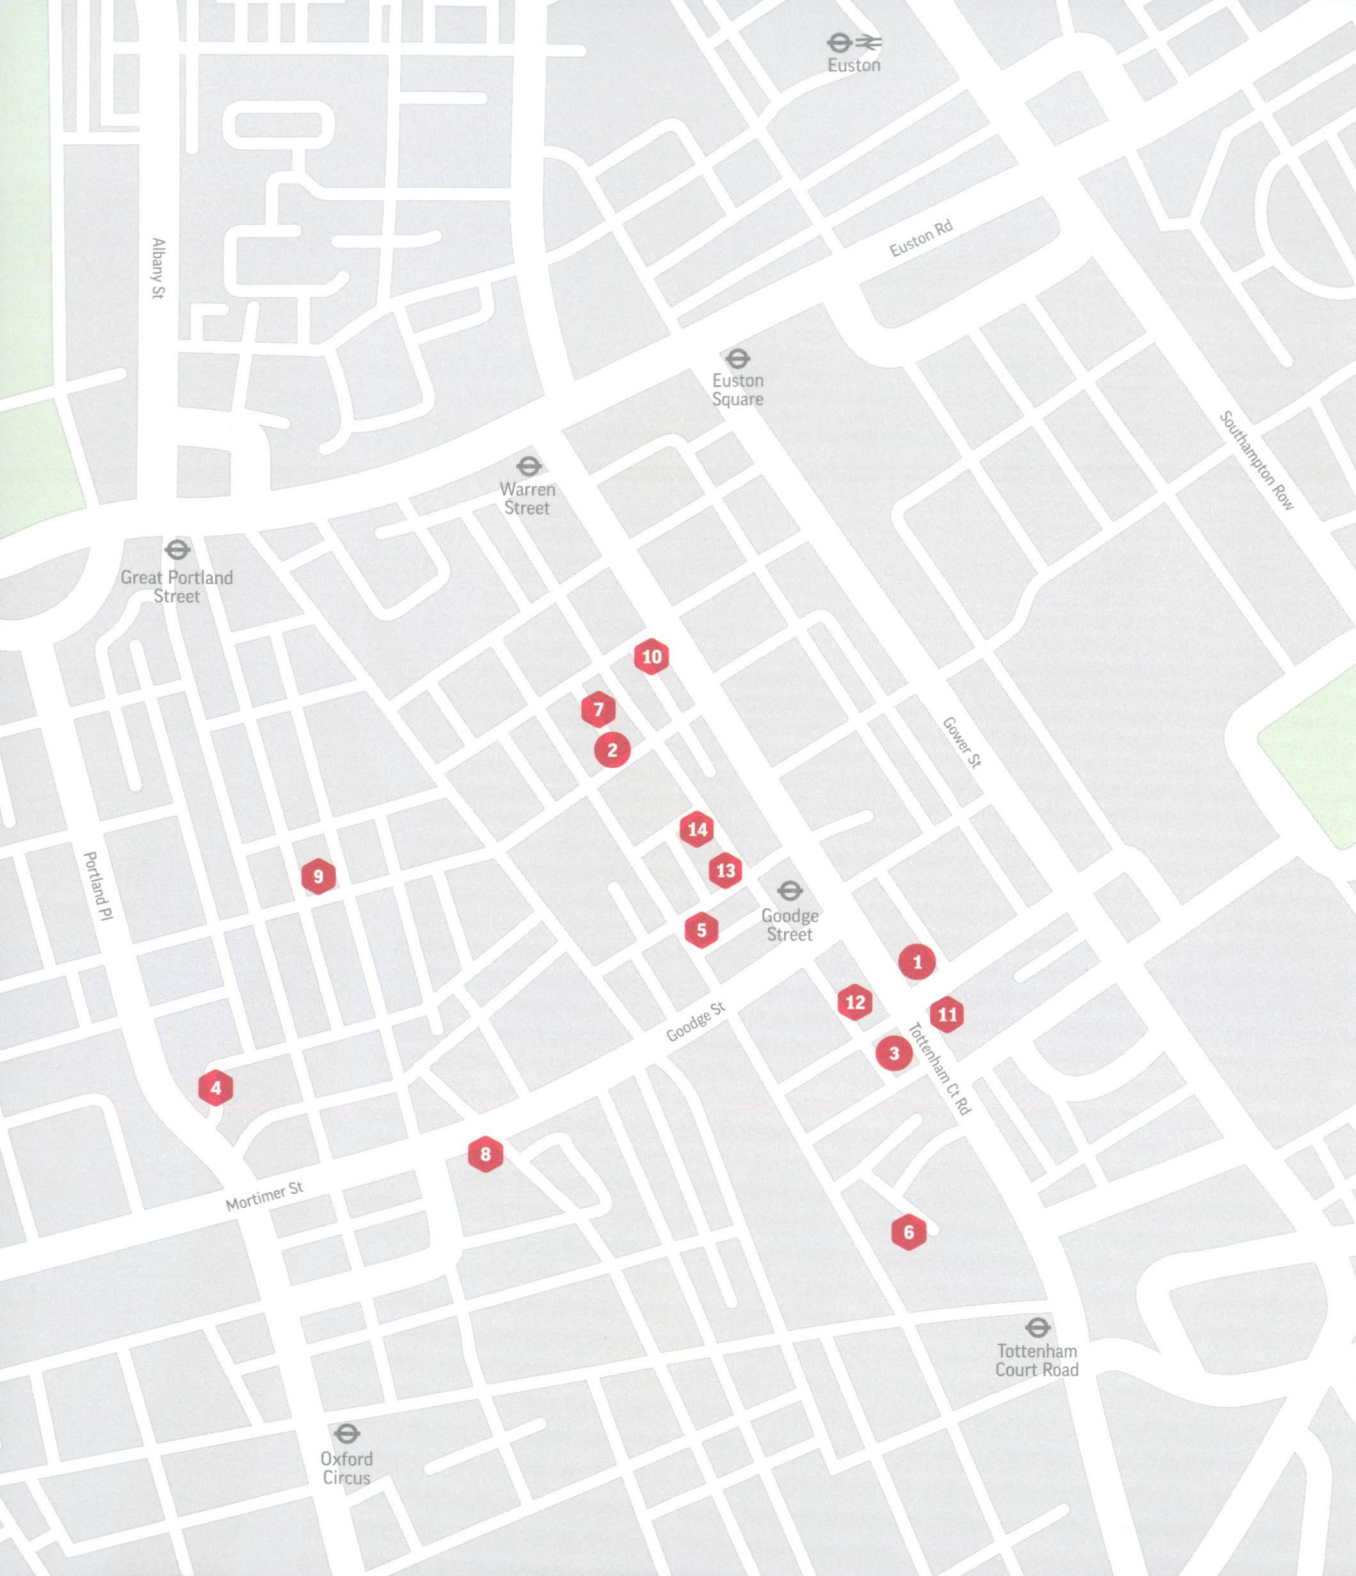 Euston
Albany St
Euston Rd
Euston
Square
Southampton Row
Warren
Street
Great Portland
Street
10
7
Gower St
2
14
13
9
Portland Pl
Goodge
Street
5
1
12
11
Goodge St
3
Tottenham Ct Rd
4
8
Mortimer St
6
Tottenham
Court Road
Oxford
Circus